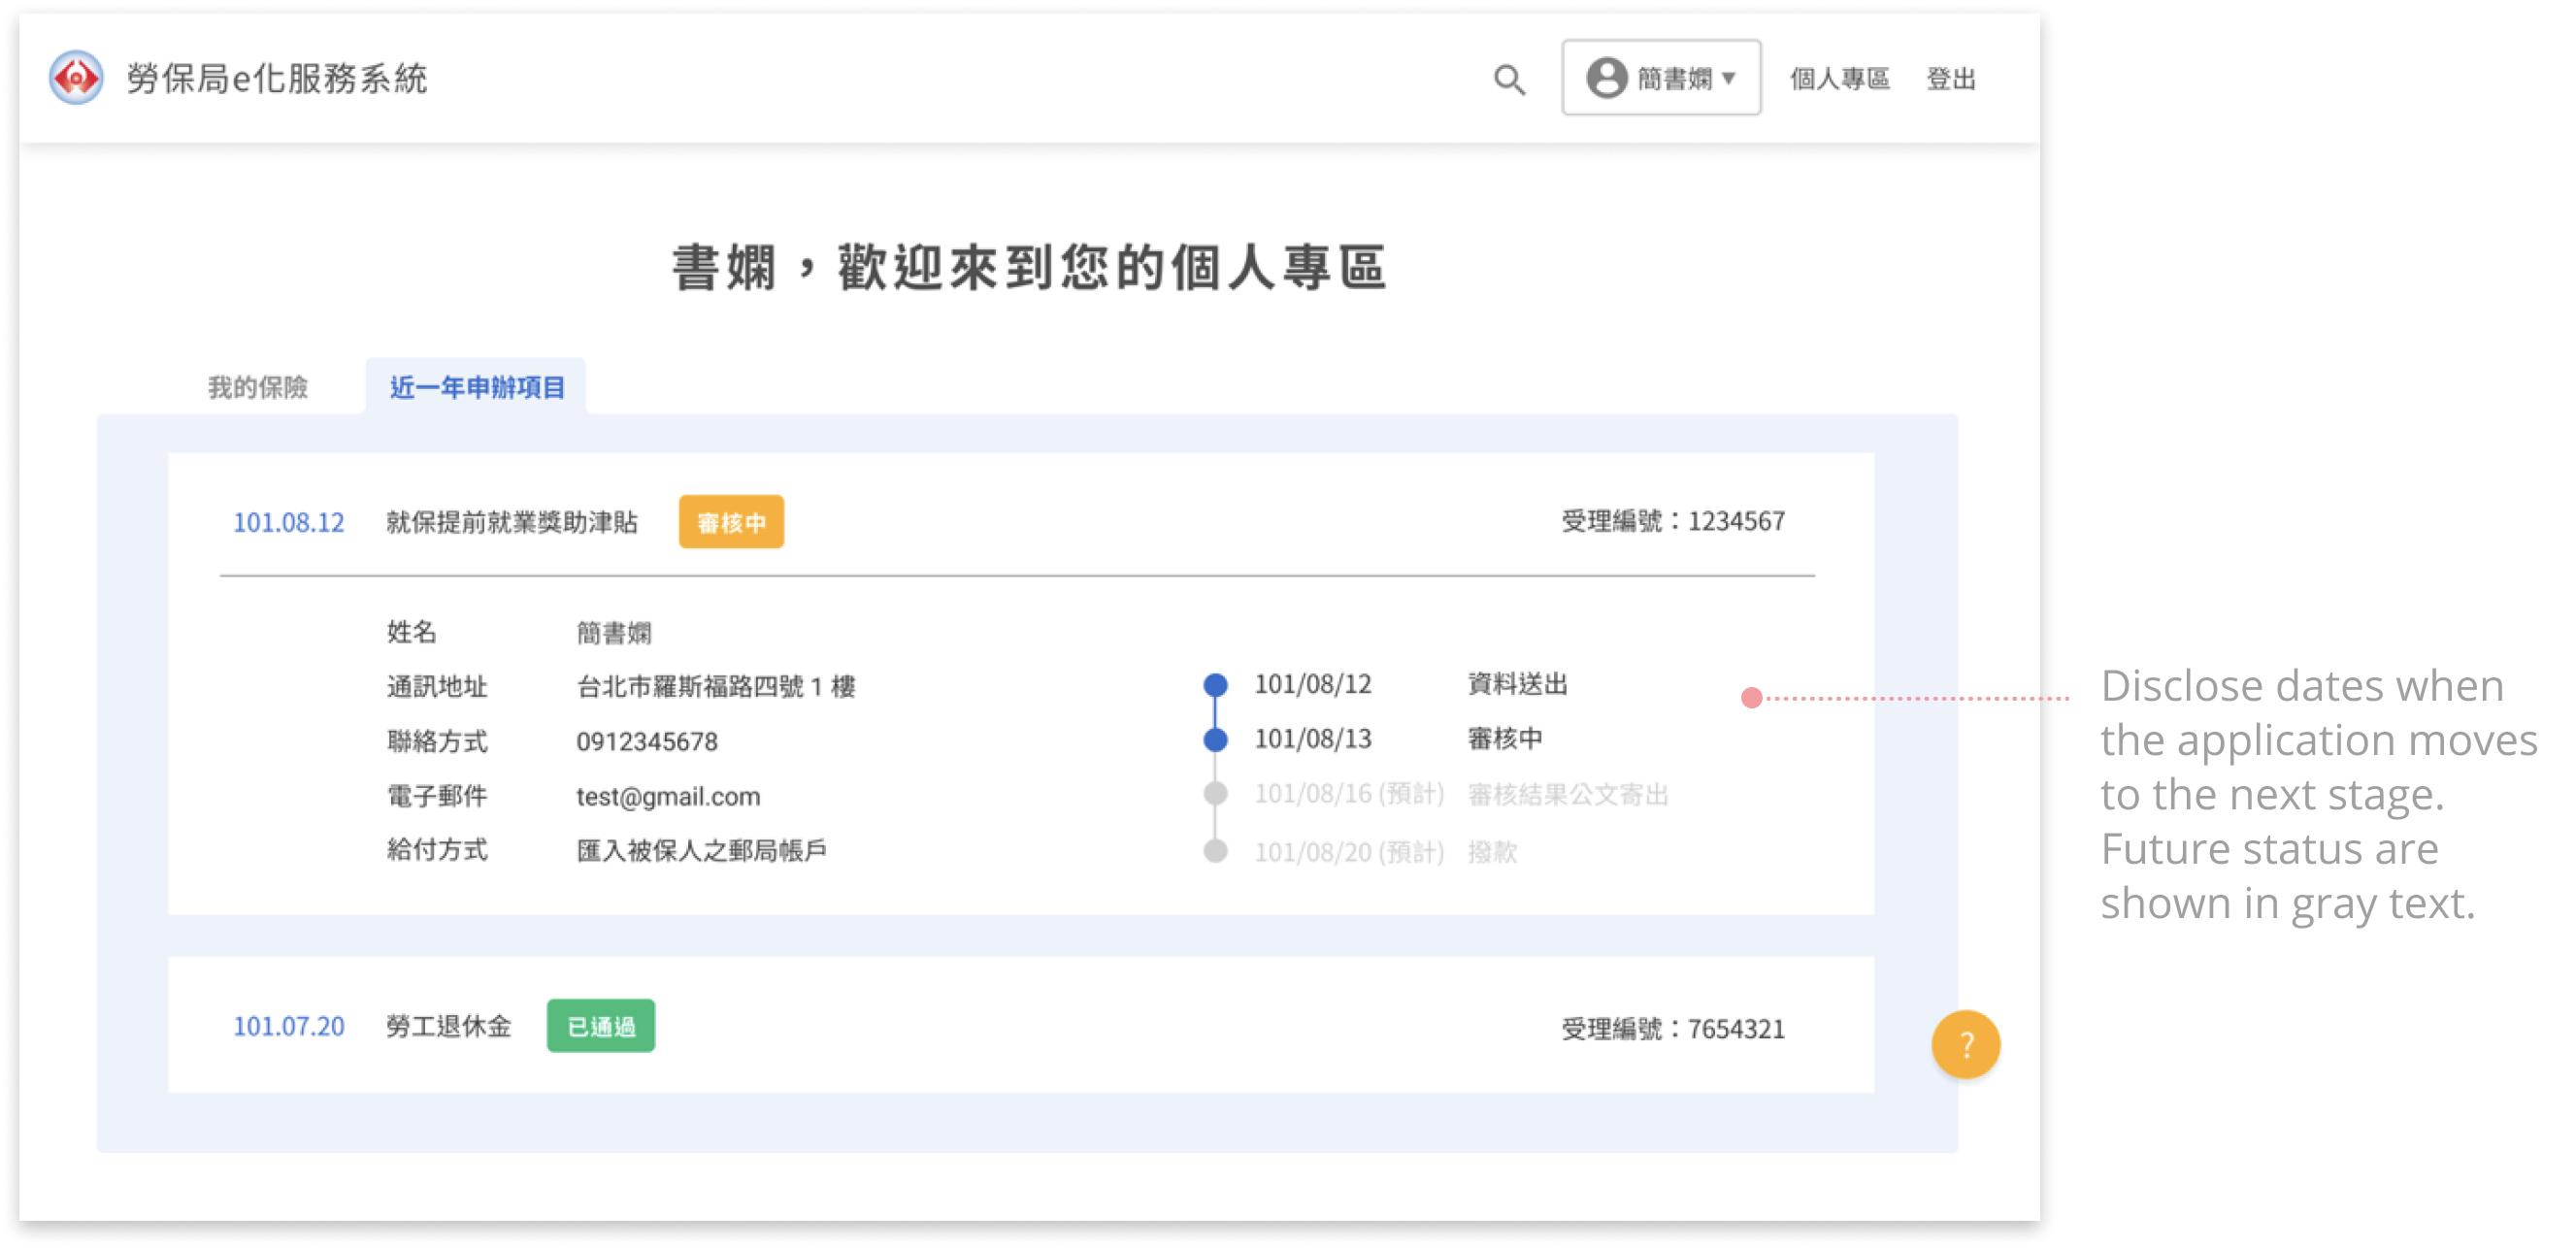 勞保局e化服務系統
簡書嫻 ▼ 個人專區 登出
書嫻，歡迎來到您的個人專區
我的保險 近一年申辦項目
101.08.12 就保提前就業獎助津貼 審核中 受理編號：1234567
姓名 簡書嫻
通訊地址 台北市羅斯福路四號 1 樓
聯絡方式 0912345678
電子郵件 test@gmail.com
給付方式 匯入被保人之郵局帳戶
101/08/12 資料送出
101/08/13 審核中
101/08/16 (預計) 審核結果公文寄出
101/08/20 (預計) 撥款
101.07.20 勞工退休金 已通過 受理編號：7654321
?
Disclose dates when
the application moves
to the next stage.
Future status are
shown in gray text.